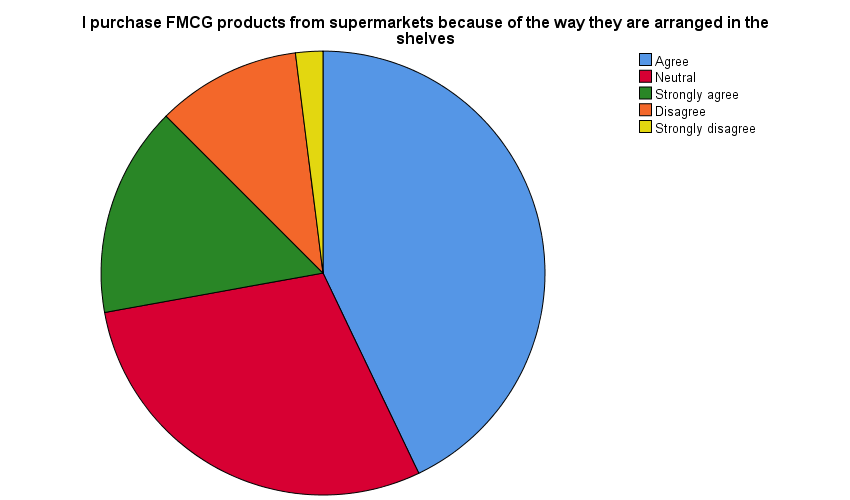 I purchase FMCG products from supermarkets because of the way they are arranged in the
shelves
Agree
Neutral
Strongly agree
Disagree
Strongly disagree